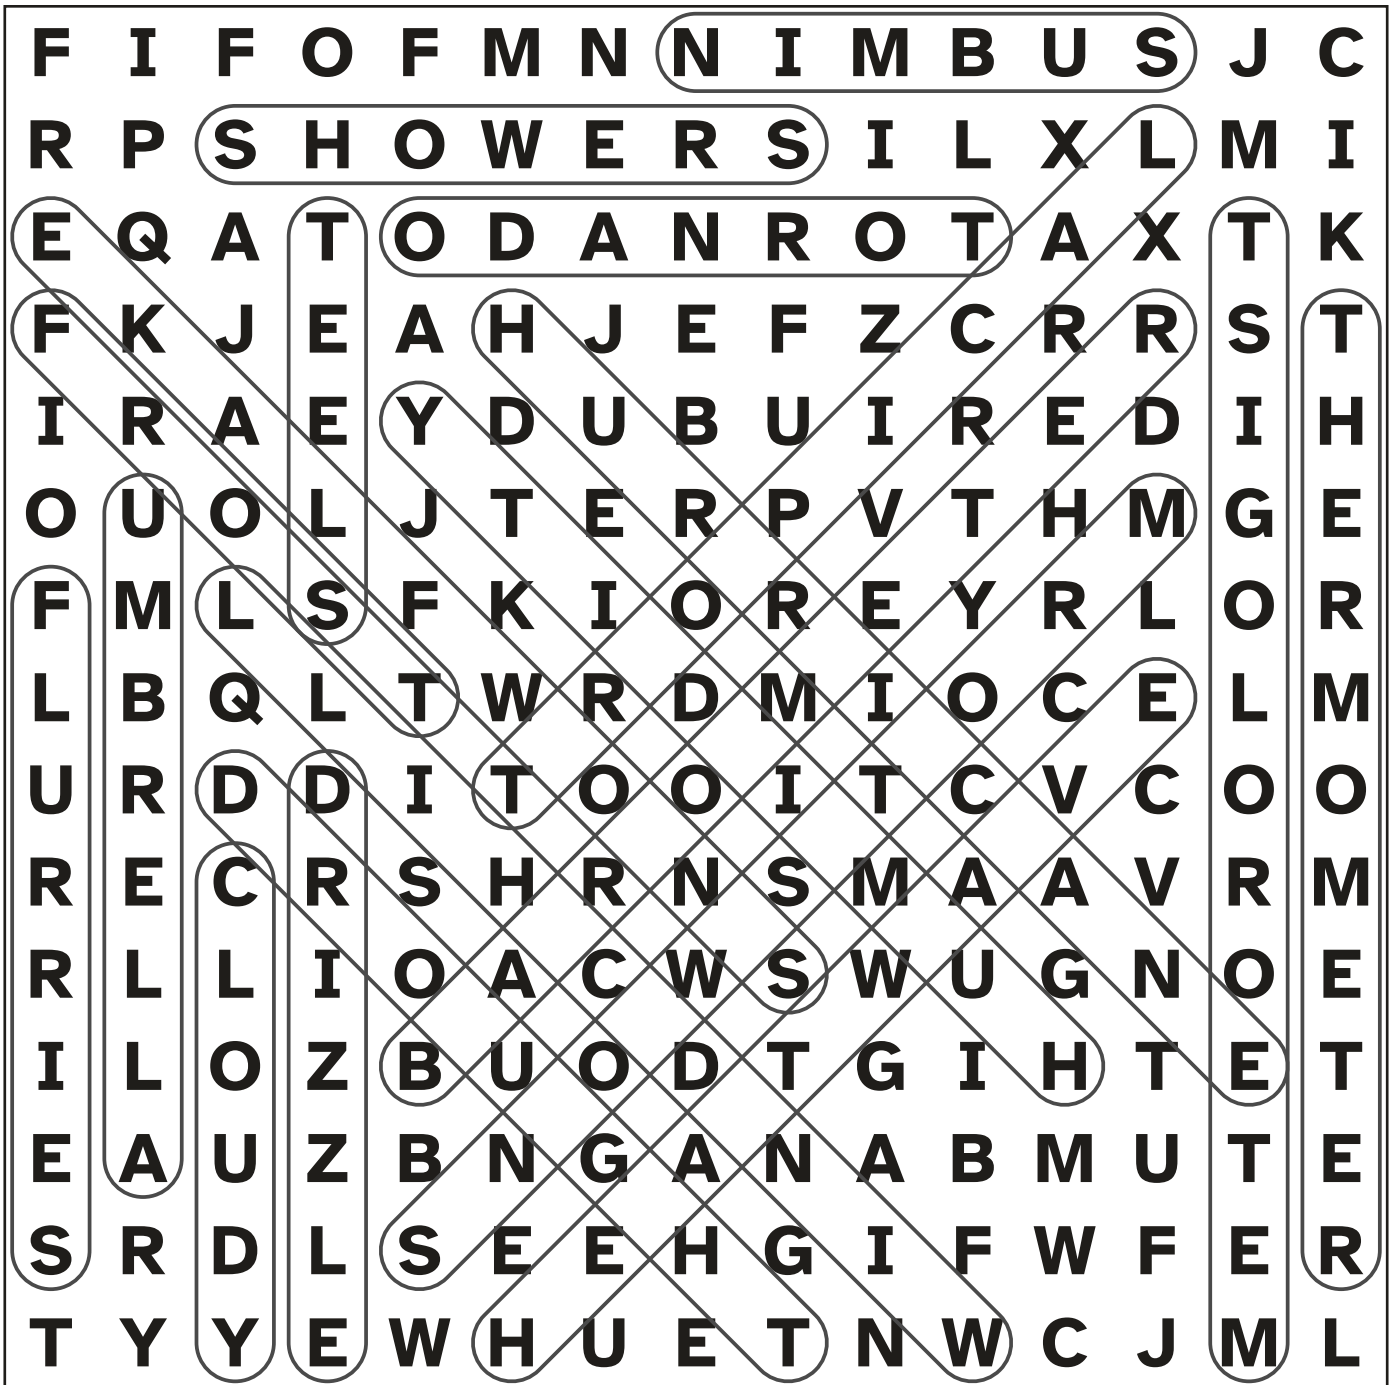 F I F O F M N N I M B U S J C
R P S H O W E R S I L X L M I
E Q A T O D A N R O T A X T K
F K J E A H J E F Z C R R S T
I R A E Y D U B U I R E D I H
O U O L J T E R P V T H M G E
F M L S F K I O R E Y R L O R
L B Q L T W R D M I O C E L M
U R D D I T O O I T C V C O O
R E C R S H R N S M A A V R M
R L L I O A C W S W U G N O E
I L O Z B U O D T G I H T E T
E A U Z B N G A N A B M U T E
S R D L S E E H G I F W F E R
T Y Y E W H U E T N W C J M L